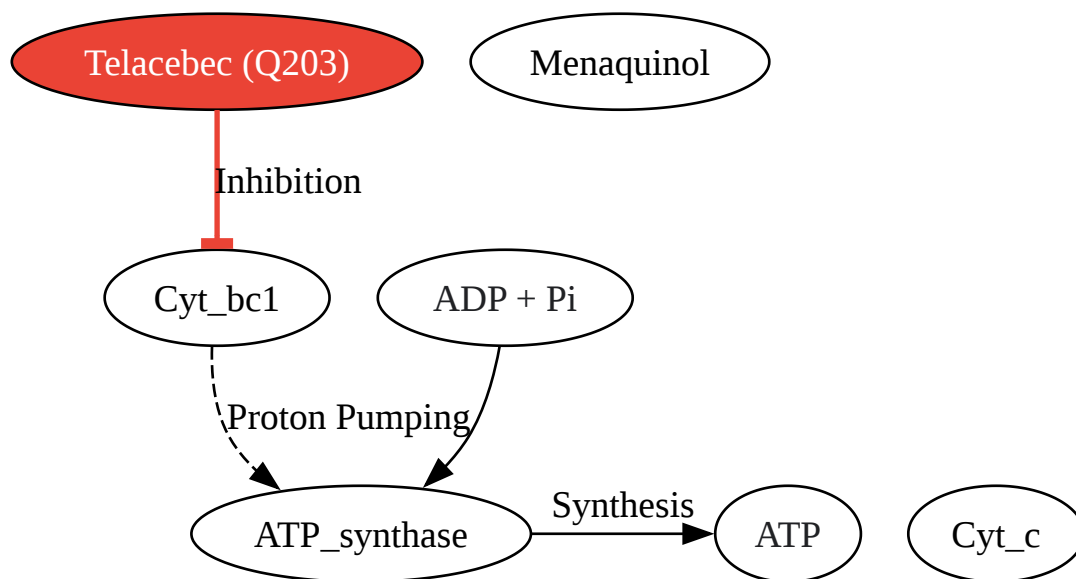 Telacebec (Q203)
Menaquinol
Inhibition
Cyt_bc1
ADP + Pi
Proton Pumping
ATP_synthase
Synthesis
ATP
Cyt_c